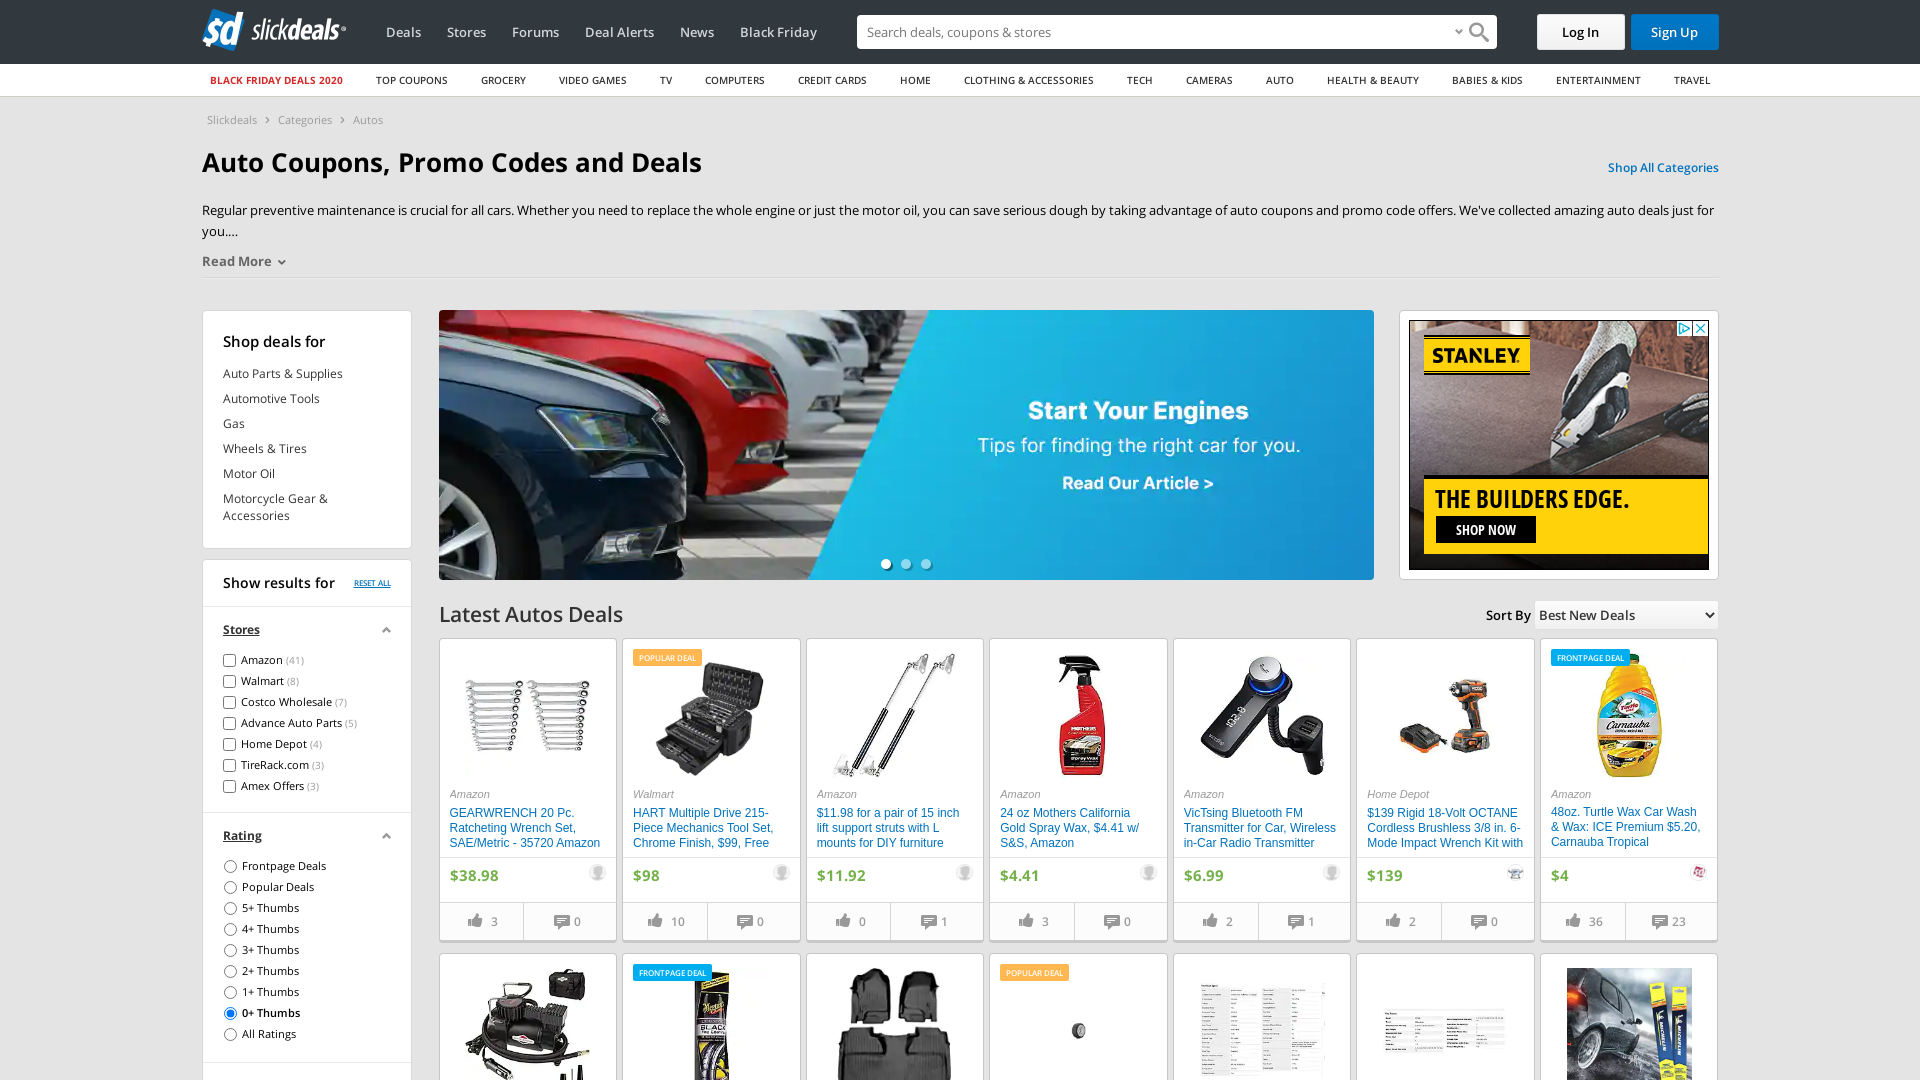 slickdeals
Deals
Stores
Forums
Deal Alerts
News
Black Friday
Search deals, coupons & stores
Log In
Sign Up
BLACK FRIDAY DEALS 2020
TOP COUPONS
GROCERY
VIDEO GAMES
TV
COMPUTERS
CREDIT CARDS
HOME
CLOTHING & ACCESSORIES
TECH
CAMERAS
AUTO
HEALTH & BEAUTY
BABIES & KIDS
ENTERTAINMENT
TRAVEL
Slickdeals > Categories > Autos
Auto Coupons, Promo Codes and Deals
Shop All Categories
Regular preventive maintenance is crucial for all cars. Whether you need to replace the whole engine or just the motor oil, you can save serious dough by taking advantage of auto coupons and promo code offers. We've collected amazing auto deals just for
you....
Read More
Shop deals for
Auto Parts & Supplies
Automotive Tools
Gas
Wheels & Tires
Motor Oil
Motorcycle Gear &
Accessories
Show results for
RESET ALL
Stores
Amazon (41)
Walmart (8)
Costco Wholesale (7)
Advance Auto Parts (5)
Home Depot (4)
TireRack.com (3)
Amex Offers (3)
Rating
Frontpage Deals
Popular Deals
5+ Thumbs
4+ Thumbs
3+ Thumbs
2+ Thumbs
1+ Thumbs
0+ Thumbs
All Ratings
Start Your Engines
Tips for finding the right car for you.
Read Our Article >
STANLEY
THE BUILDERS EDGE.
SHOP NOW
Latest Autos Deals
Sort By
Best New Deals
Amazon
GEARWRENCH 20 Pc.
Ratcheting Wrench Set,
SAE/Metric - 35720 Amazon
$38.98
3
0
POPULAR DEAL
Walmart
HART Multiple Drive 215-
Piece Mechanics Tool Set,
Chrome Finish, $99, Free
$98
10
0
Amazon
$11.98 for a pair of 15 inch
lift support struts with L
mounts for DIY furniture
$11.92
0
1
MOTHERS
Spray Wax
Amazon
24 oz Mothers California
Gold Spray Wax, $4.41 w/
S&S, Amazon
$4.41
3
0
Amazon
VicTsing Bluetooth FM
Transmitter for Car, Wireless
in-Car Radio Transmitter
$6.99
2
1
Home Depot
$139 Rigid 18-Volt OCTANE
Cordless Brushless 3/8 in. 6-
Mode Impact Wrench Kit with
$139
2
0
FRONTPAGE DEAL
Turtle Wax
Carnauba
Amazon
48oz. Turtle Wax Car Wash
& Wax: ICE Premium $5.20,
Carnauba Tropical
$4
36
23
FRONTPAGE DEAL
POPULAR DEAL